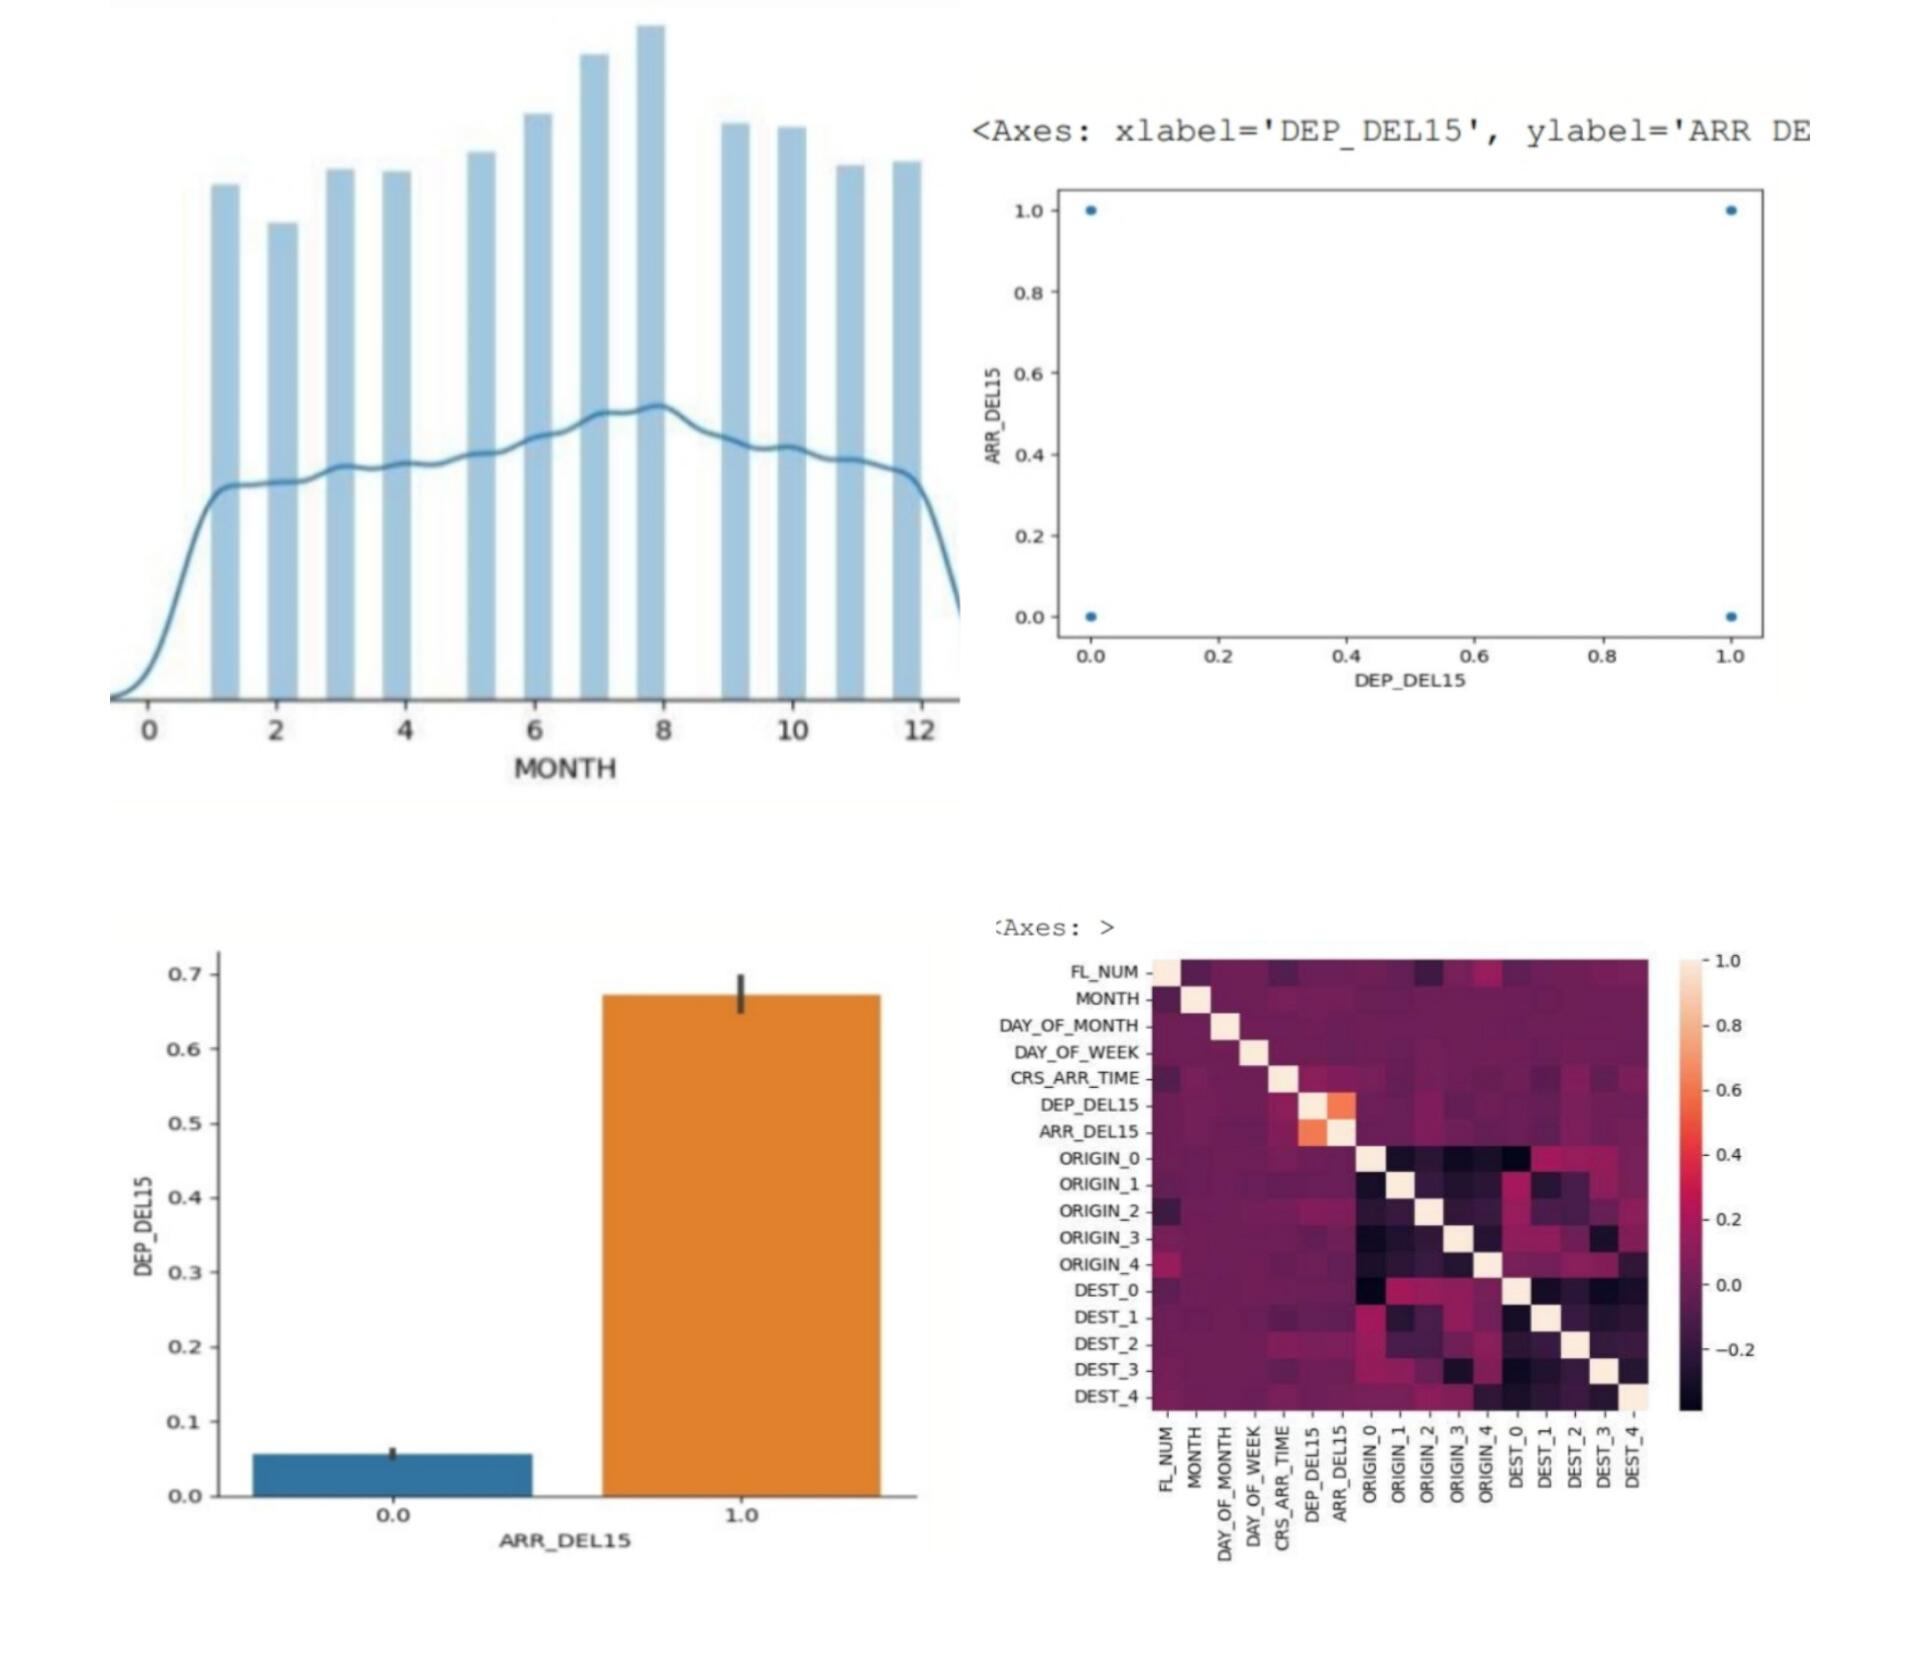 0 2 4 6 8 10 12
MONTH
<Axes: xlabel='DEP_DEL15', ylabel='ARR DE
1.0
0.8
0.6
0.4
0.2
0.0
ARR_DEL15
0.0 0.2 0.4 0.6 0.8 1.0
DEP_DEL15
0.7
0.6
0.5
0.4
0.3
0.2
0.1
0.0
DEP_DEL15
0.0 1.0
ARR_DEL15
<Axes: >
FL_NUM
MONTH
DAY_OF_MONTH
DAY_OF_WEEK
CRS_ARR_TIME
DEP_DEL15
ARR_DEL15
ORIGIN_0
ORIGIN_1
ORIGIN_2
ORIGIN_3
ORIGIN_4
DEST_0
DEST_1
DEST_2
DEST_3
DEST_4
FL_NUM
MONTH
DAY_OF_MONTH
DAY_OF_WEEK
CRS_ARR_TIME
DEP_DEL15
ARR_DEL15
ORIGIN_0
ORIGIN_1
ORIGIN_2
ORIGIN_3
ORIGIN_4
DEST_0
DEST_1
DEST_2
DEST_3
DEST_4
1.0
0.8
0.6
0.4
0.2
0.0
−0.2